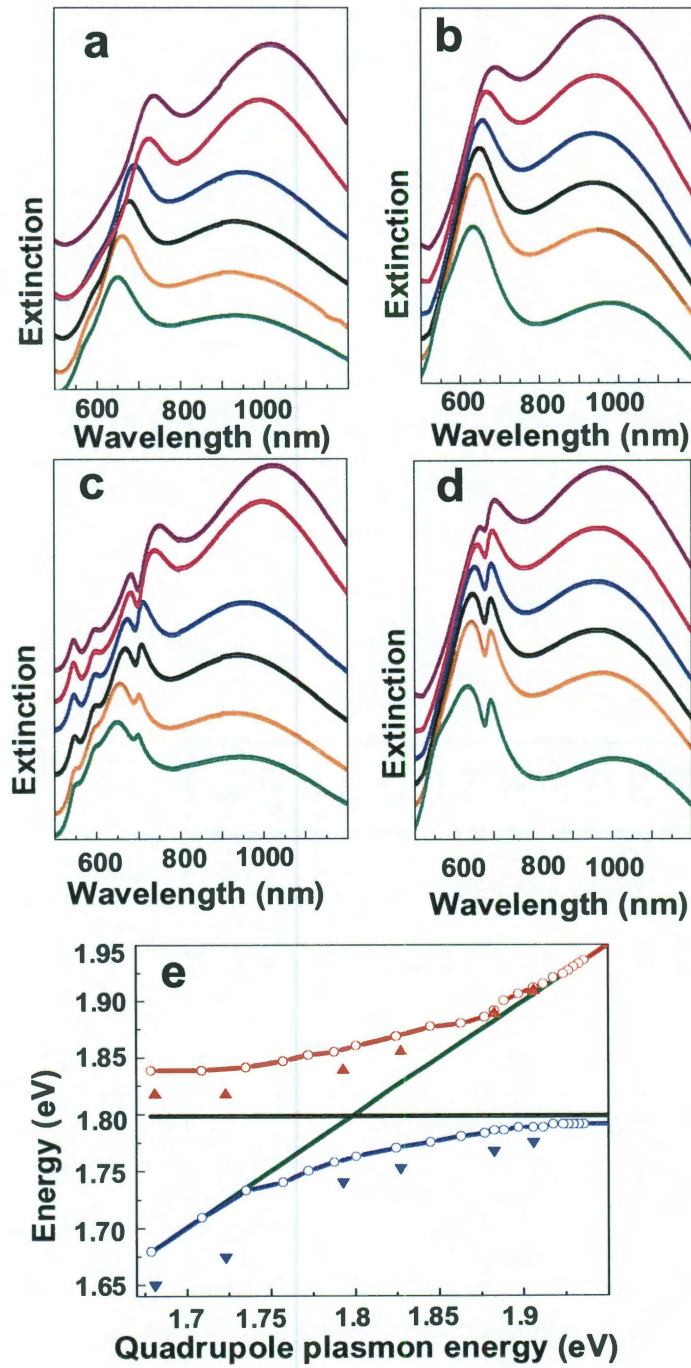 a
b
Extinction
Extinction
600 800 1000
600 800 1000
Wavelength (nm)
Wavelength (nm)
c
d
Extinction
Extinction
600 800 1000
600 800 1000
Wavelength (nm)
Wavelength (nm)
e
1.95
1.90
1.85
1.80
1.75
1.70
1.65
Energy (eV)
1.7 1.75 1.8 1.85 1.9
Quadrupole plasmon energy (eV)